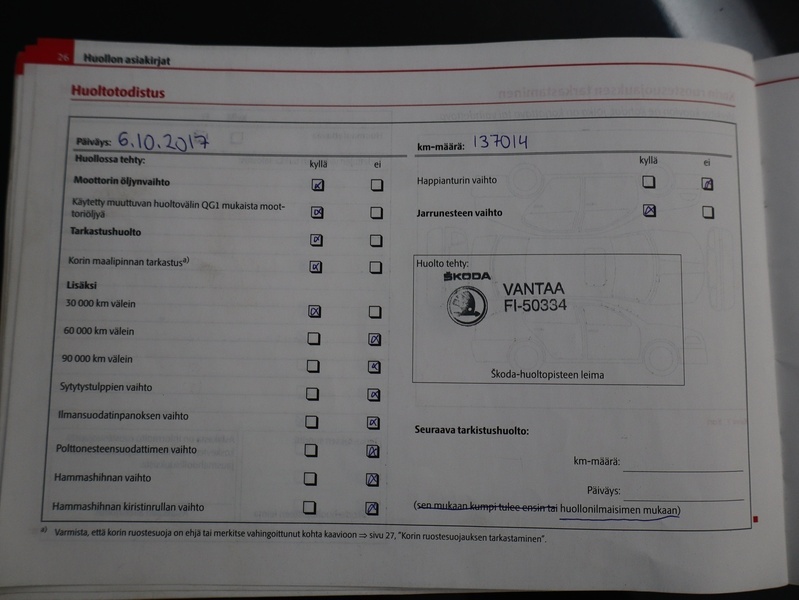 26 Huollon asiakirjat
Huoltotodistus
Päiväys: 6.10.2017
Huollossa tehty: kyllä ei
Moottorin öljynvaihto
Käytetty muuttuvan huoltovälin QG1 mukaista moot-
toriöljyä
Tarkastushuolto
Korin maalipinnan tarkastus a)
Lisäksi
30 000 km välein
60 000 km välein
90 000 km välein
Sytytystulppien vaihto
Ilmansuodatinpanoksen vaihto
Polttonesteensuodattimen vaihto
Hammashihnan vaihto
Hammashihnan kiristinrullan vaihto
km-määrä: 137014
kyllä ei
Happianturin vaihto
Jarrunesteen vaihto
Huolto tehty:
ŠKODA
VANTAA
FI-50334
Škoda-huoltopisteen leima
Seuraava tarkistushuolto:
km-määrä:
Päiväys:
(sen mukaan kumpi tulee ensin tai huollonilmaisimen mukaan)
a) Varmista, että korin ruostesuoja on ehjä tai merkitse vahingoittunut kohta kaavioon ⇒ sivu 27, "Korin ruostesuojauksen tarkastaminen".